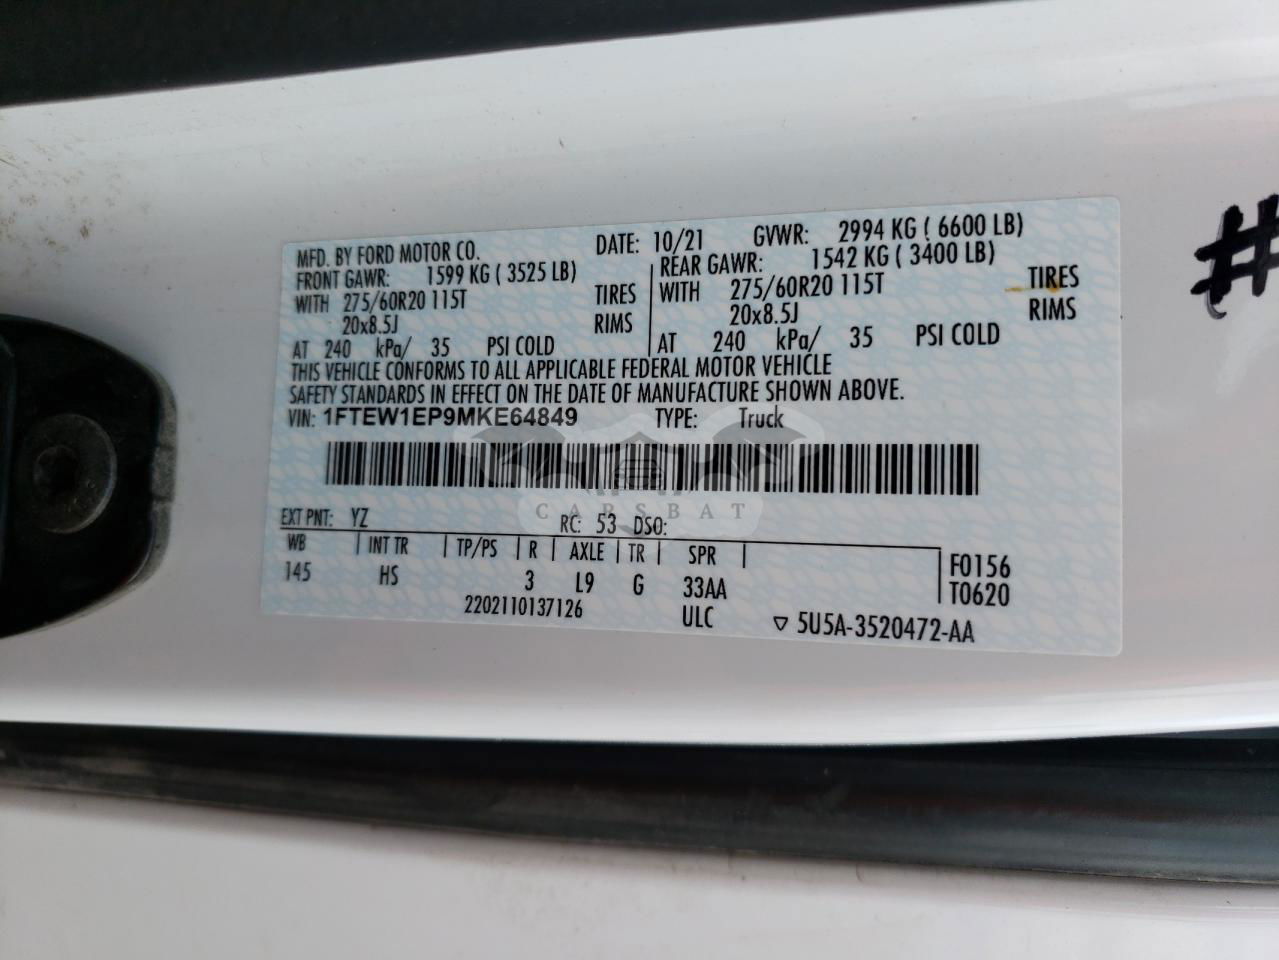 MFD. BY FORD MOTOR CO. DATE: 10/21 GVWR: 2994 KG ( 6600 LB)
FRONT GAWR: 1599 KG ( 3525 LB) REAR GAWR: 1542 KG ( 3400 LB)
WITH 275/60R20 115T TIRES WITH 275/60R20 115T TIRES
20x8.5J RIMS 20x8.5J RIMS
AT 240 kPa/ 35 PSI COLD AT 240 kPa/ 35 PSI COLD
THIS VEHICLE CONFORMS TO ALL APPLICABLE FEDERAL MOTOR VEHICLE
SAFETY STANDARDS IN EFFECT ON THE DATE OF MANUFACTURE SHOWN ABOVE.
VIN: 1FTEW1EP9MKE64849 TYPE: Truck
CARSBAT
EXT PNT: YZ RC: 53 DSO:
WB INT TR TP/PS R AXLE TR SPR F0156
145 HS 3 L9 G 33AA T0620
2202110137126 ULC ▽ 5U5A-3520472-AA
#